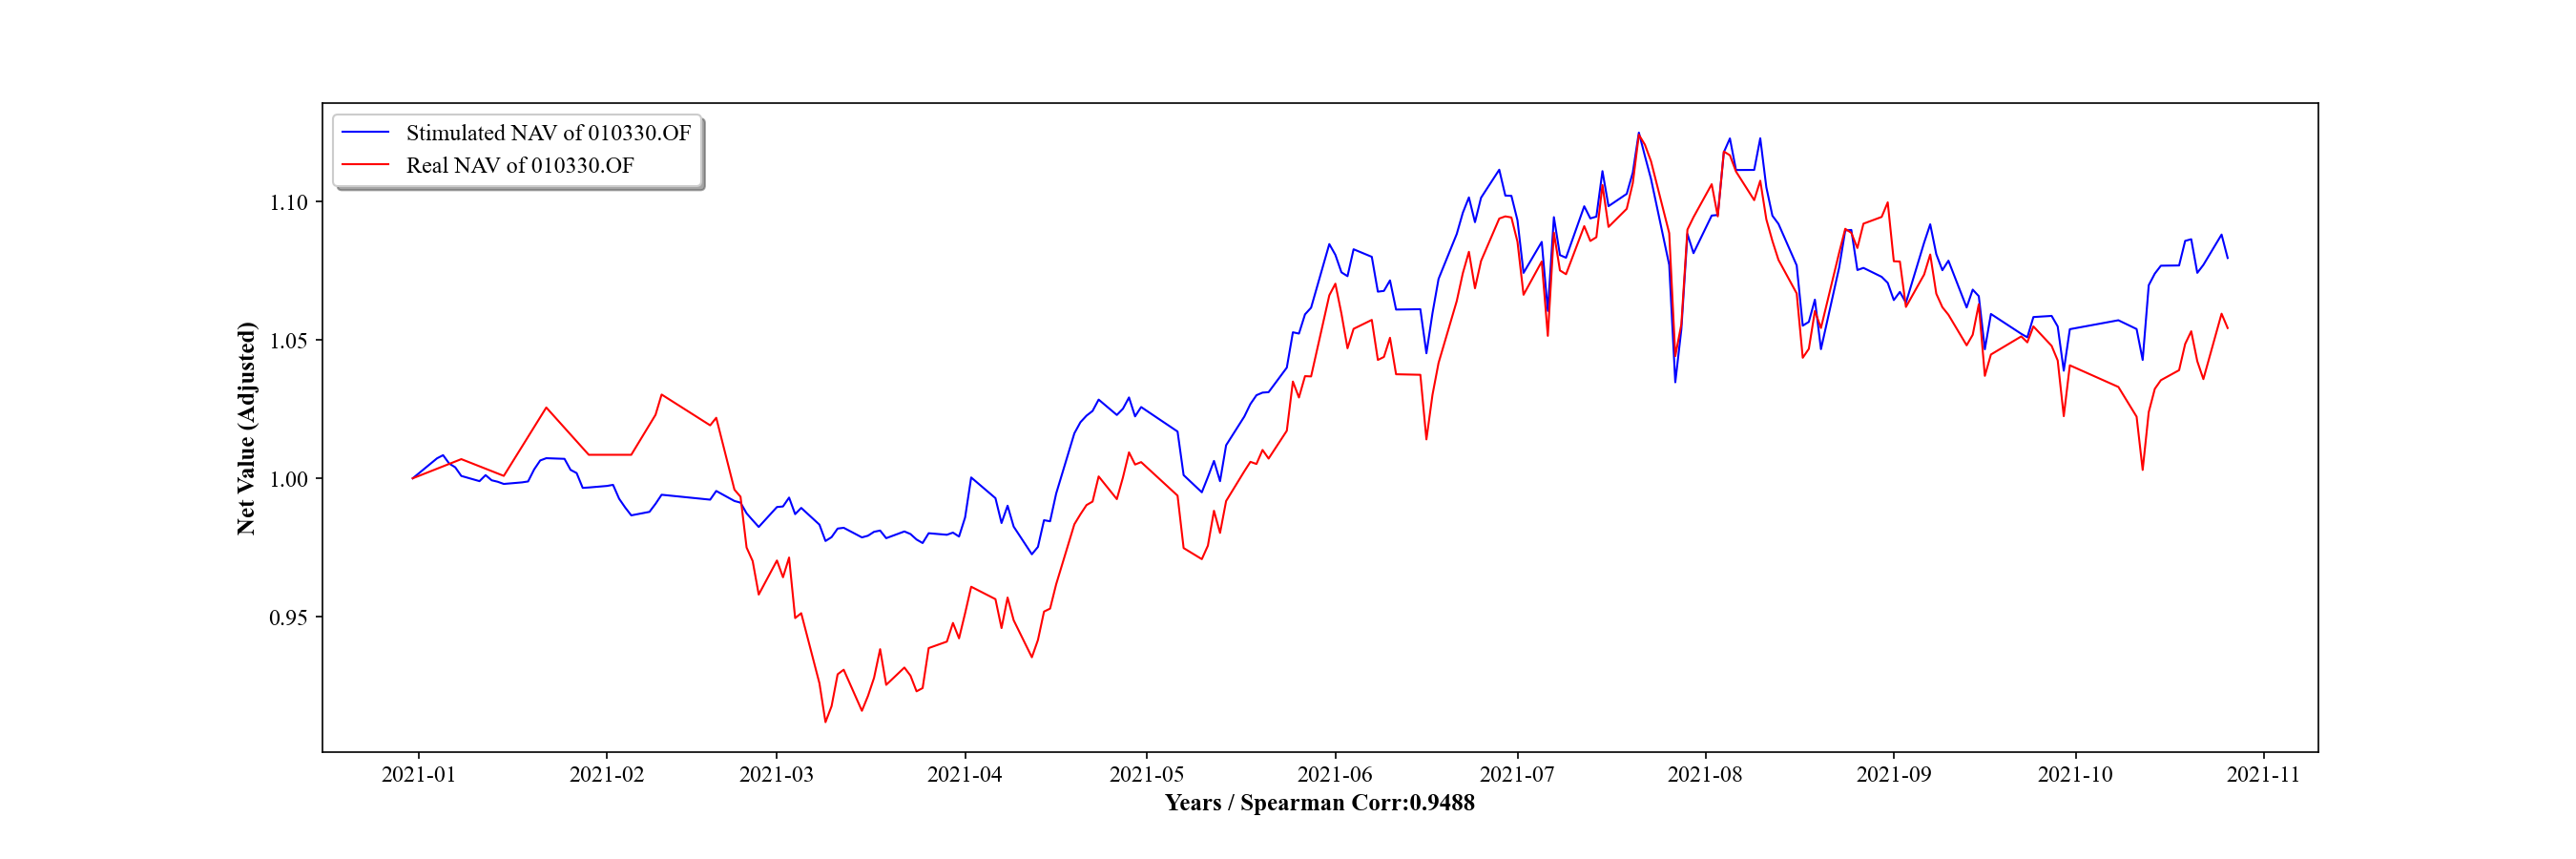 Stimulated NAV of 010330.OF
Real NAV of 010330.OF
Net Value (Adjusted)
1.10
1.05
1.00
0.95
2021-01 2021-02 2021-03 2021-04 2021-05 2021-06 2021-07 2021-08 2021-09 2021-10 2021-11
Years / Spearman Corr:0.9488